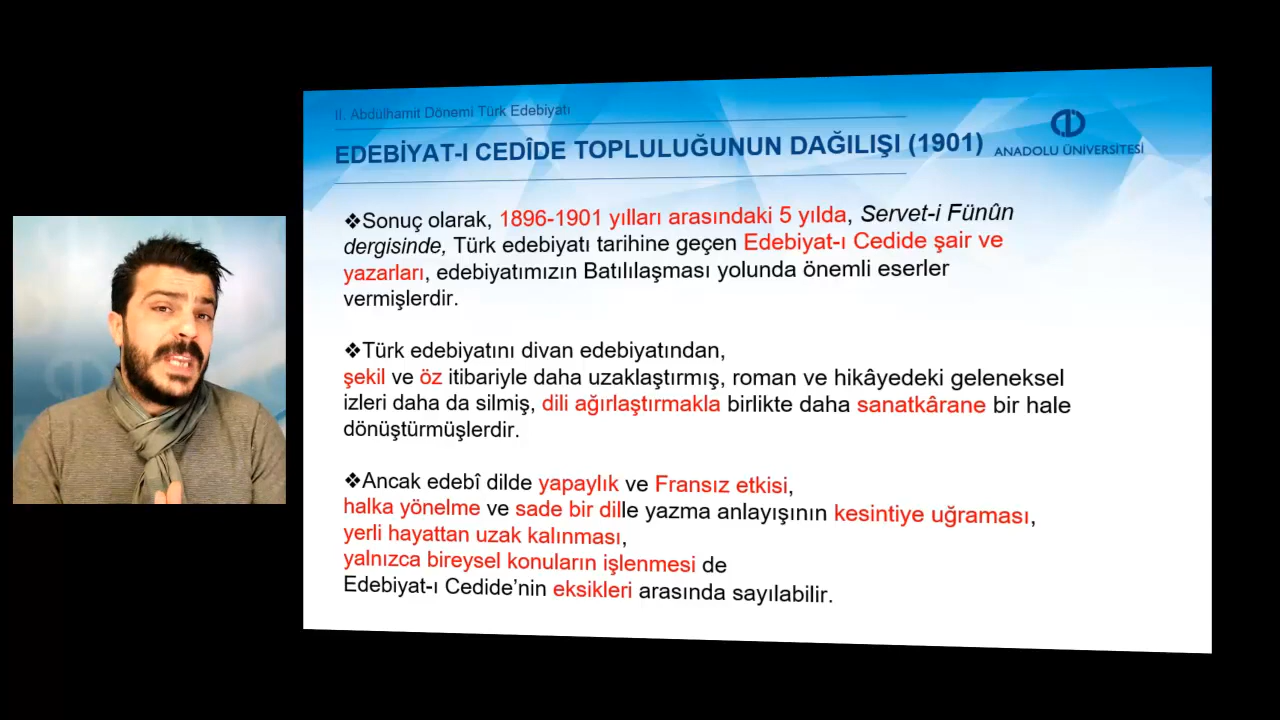 II. Abdülhamit Dönemi Türk Edebiyatı
EDEBİYAT-I CEDÎDE TOPLULUĞUNUN DAĞILIŞI (1901)
ANADOLU ÜNİVERSİTESİ
❖Sonuç olarak, 1896-1901 yılları arasındaki 5 yılda, Servet-i Fünûn
dergisinde, Türk edebiyatı tarihine geçen Edebiyat-ı Cedide şair ve
yazarları, edebiyatımızın Batılılaşması yolunda önemli eserler
vermişlerdir.
❖Türk edebiyatını divan edebiyatından,
şekil ve öz itibariyle daha uzaklaştırmış, roman ve hikâyedeki geleneksel
izleri daha da silmiş, dili ağırlaştırmakla birlikte daha sanatkârane bir hale
dönüştürmüşlerdir.
❖Ancak edebî dilde yapaylık ve Fransız etkisi,
halka yönelme ve sade bir dille yazma anlayışının kesintiye uğraması,
yerli hayattan uzak kalınması,
yalnızca bireysel konuların işlenmesi de
Edebiyat-ı Cedide’nin eksikleri arasında sayılabilir.